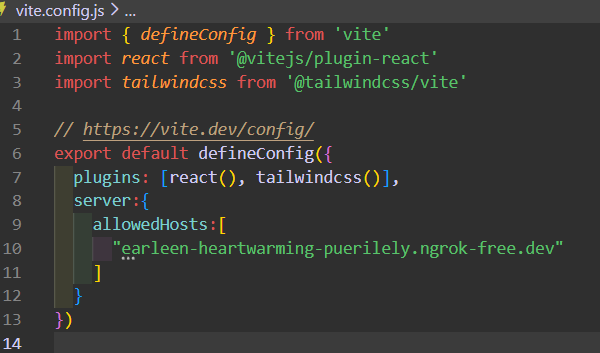 vite.config.js > ...
1 import { defineConfig } from 'vite'
2 import react from '@vitejs/plugin-react'
3 import tailwindcss from '@tailwindcss/vite'
4
5 // https://vite.dev/config/
6 export default defineConfig({
7 plugins: [react(), tailwindcss()],
8 server:{
9 allowedHosts:[
10 "earleen-heartwarming-puerilely.ngrok-free.dev"
11 ]
12 }
13 })
14